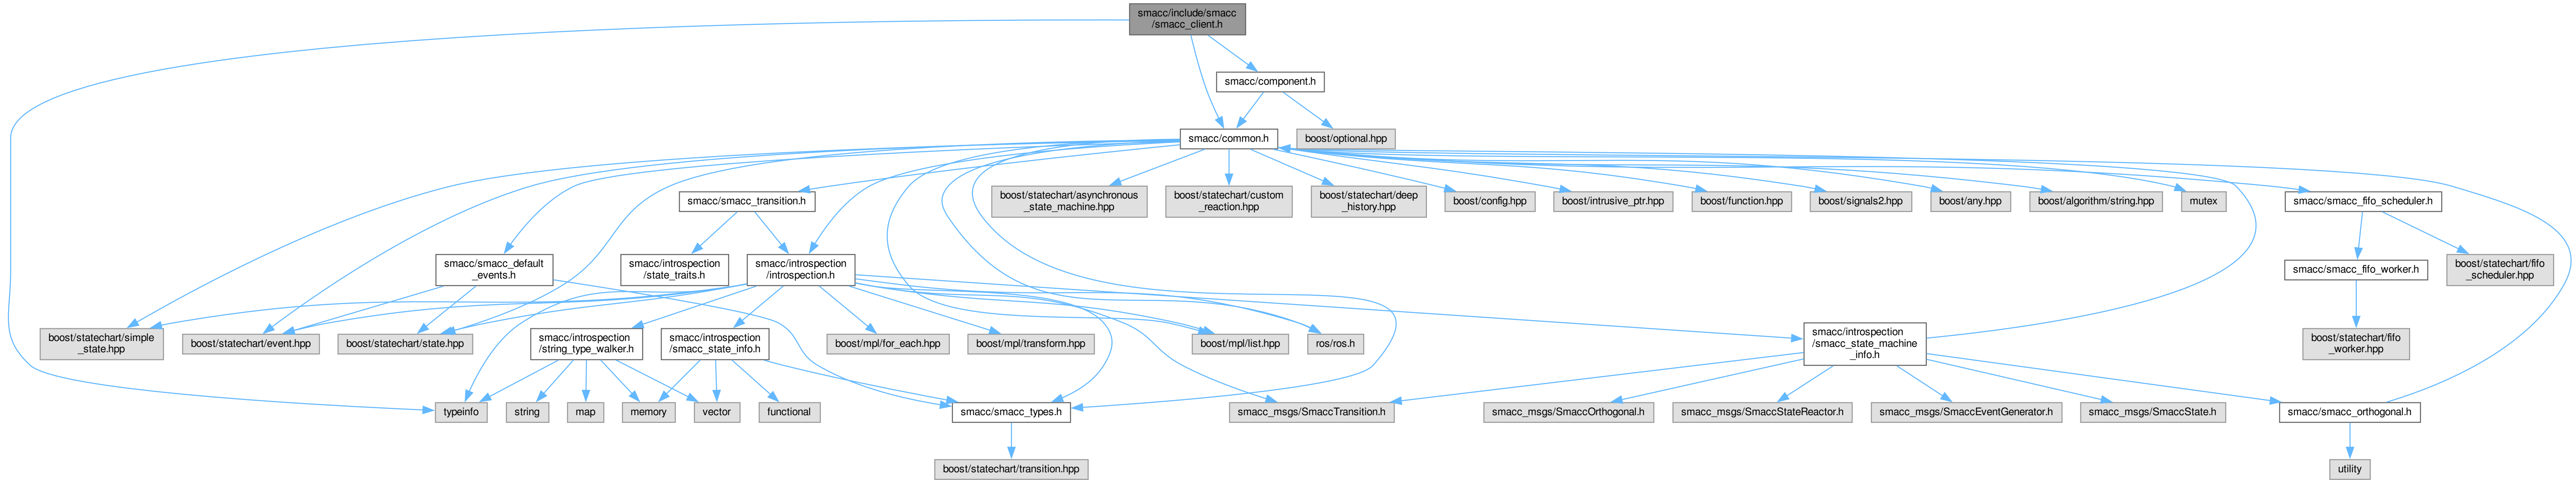 smacc/include/smacc
/smacc_client.h
smacc/component.h
smacc/common.h
boost/optional.hpp
smacc/smacc_transition.h
boost/statechart/asynchronous
_state_machine.hpp
boost/statechart/custom
_reaction.hpp
boost/statechart/deep
_history.hpp
boost/config.hpp
boost/intrusive_ptr.hpp
boost/function.hpp
boost/signals2.hpp
boost/any.hpp
boost/algorithm/string.hpp
mutex
smacc/smacc_fifo_scheduler.h
smacc/smacc_default
_events.h
smacc/introspection
/state_traits.h
smacc/introspection
/introspection.h
smacc/smacc_fifo_worker.h
boost/statechart/fifo
_scheduler.hpp
boost/statechart/simple
_state.hpp
boost/statechart/event.hpp
boost/statechart/state.hpp
smacc/introspection
/string_type_walker.h
smacc/introspection
/smacc_state_info.h
boost/mpl/for_each.hpp
boost/mpl/transform.hpp
boost/mpl/list.hpp
ros/ros.h
smacc/introspection
/smacc_state_machine
_info.h
boost/statechart/fifo
_worker.hpp
typeinfo
string
map
memory
vector
functional
smacc/smacc_types.h
smacc_msgs/SmaccTransition.h
smacc_msgs/SmaccOrthogonal.h
smacc_msgs/SmaccStateReactor.h
smacc_msgs/SmaccEventGenerator.h
smacc_msgs/SmaccState.h
smacc/smacc_orthogonal.h
boost/statechart/transition.hpp
utility